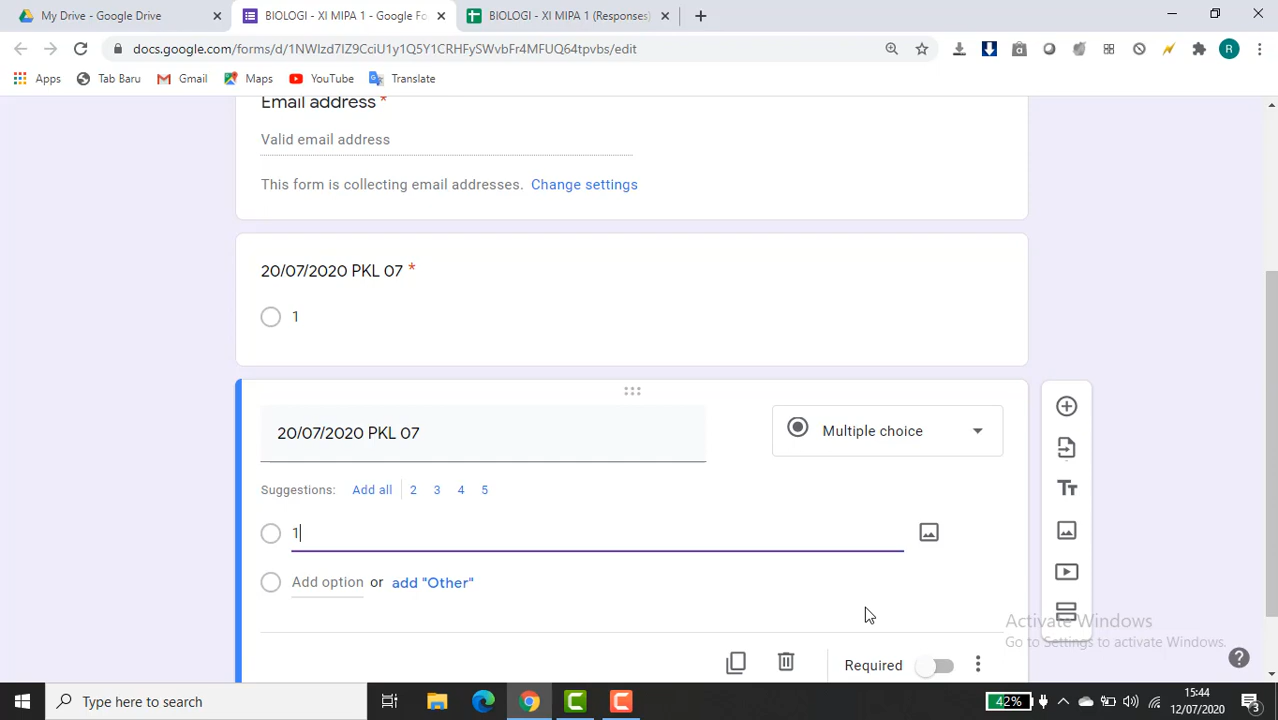 My Drive - Google Drive
BIOLOGI - XI MIPA 1 - Google Fo
BIOLOGI - XI MIPA 1 (Responses)
docs.google.com/forms/d/1NWIzd7IZ9CciU1y1Q5Y1CRHFySWvbFr4MFUQ64tpvbs/edit
R
Apps
Tab Baru
Gmail
Maps
YouTube
Translate
Email address *
Valid email address
This form is collecting email addresses. Change settings
20/07/2020 PKL 07 *
1
20/07/2020 PKL 07
Multiple choice
Suggestions: Add all 2 3 4 5
1
Add option or add "Other"
Required
Activate Windows
Go to Settings to activate Windows.
Type here to search
42%
15:44
12/07/2020
3